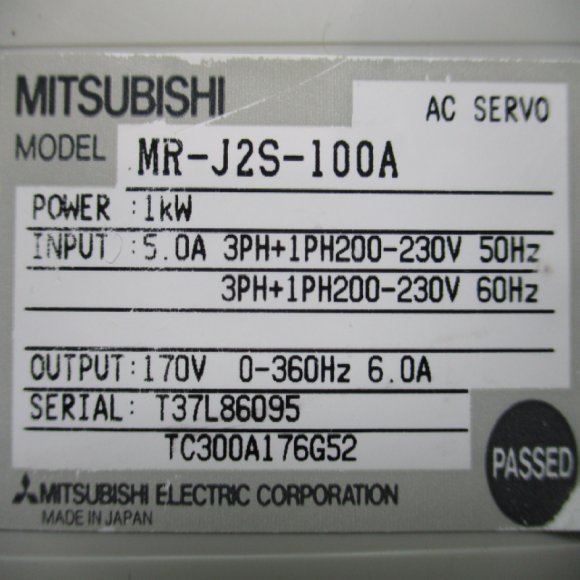 MITSUBISHI
AC SERVO
MODEL MR-J2S-100A
POWER :1kW
INPUT :5.0A 3PH+1PH200-230V 50Hz
3PH+1PH200-230V 60Hz
OUTPUT:170V 0-360Hz 6.0A
SERIAL: T37L86095
TC300A176G52
PASSED
MITSUBISHI ELECTRIC CORPORATION
MADE IN JAPAN